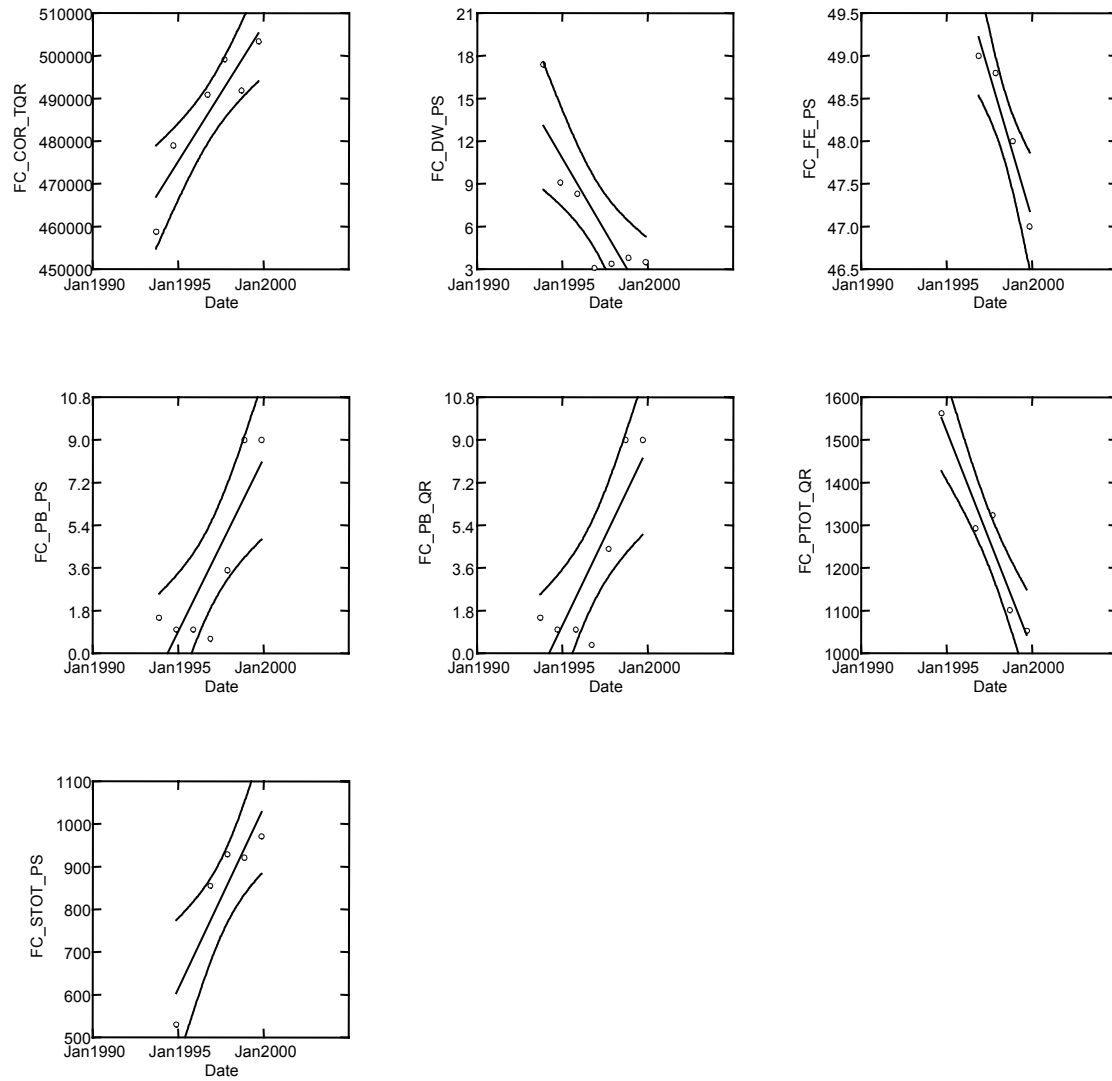 FC_COR_TQR
510000
500000
490000
480000
470000
460000
450000
Jan1990 Jan1995 Jan2000
Date
FC_DW_PS
21
18
15
12
9
6
3
Jan1990 Jan1995 Jan2000
Date
FC_FE_PS
49.5
49.0
48.5
48.0
47.5
47.0
46.5
Jan1990 Jan1995 Jan2000
Date
FC_PB_PS
10.8
9.0
7.2
5.4
3.6
1.8
0.0
Jan1990 Jan1995 Jan2000
Date
FC_PB_QR
10.8
9.0
7.2
5.4
3.6
1.8
0.0
Jan1990 Jan1995 Jan2000
Date
FC_PTOT_QR
1600
1500
1400
1300
1200
1100
1000
Jan1990 Jan1995 Jan2000
Date
FC_STOT_PS
1100
1000
900
800
700
600
500
Jan1990 Jan1995 Jan2000
Date